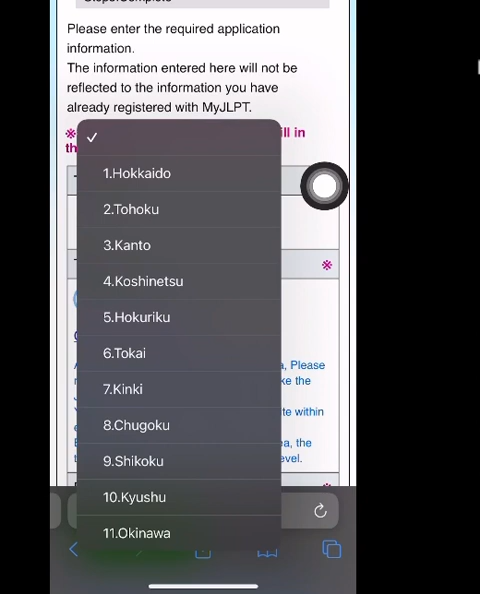 Please enter the required application
information.
The information entered here will not be
reflected to the information you have
already registered with MyJLPT.
※ ill in
th
1.Hokkaido
2.Tohoku
3.Kanto
※
4.Koshinetsu
5.Hokuriku
6.Tokai
a, Please
7.Kinki
ke the
8.Chugoku
te within
9.Shikoku
ea, the
evel.
10.Kyushu
11.Okinawa